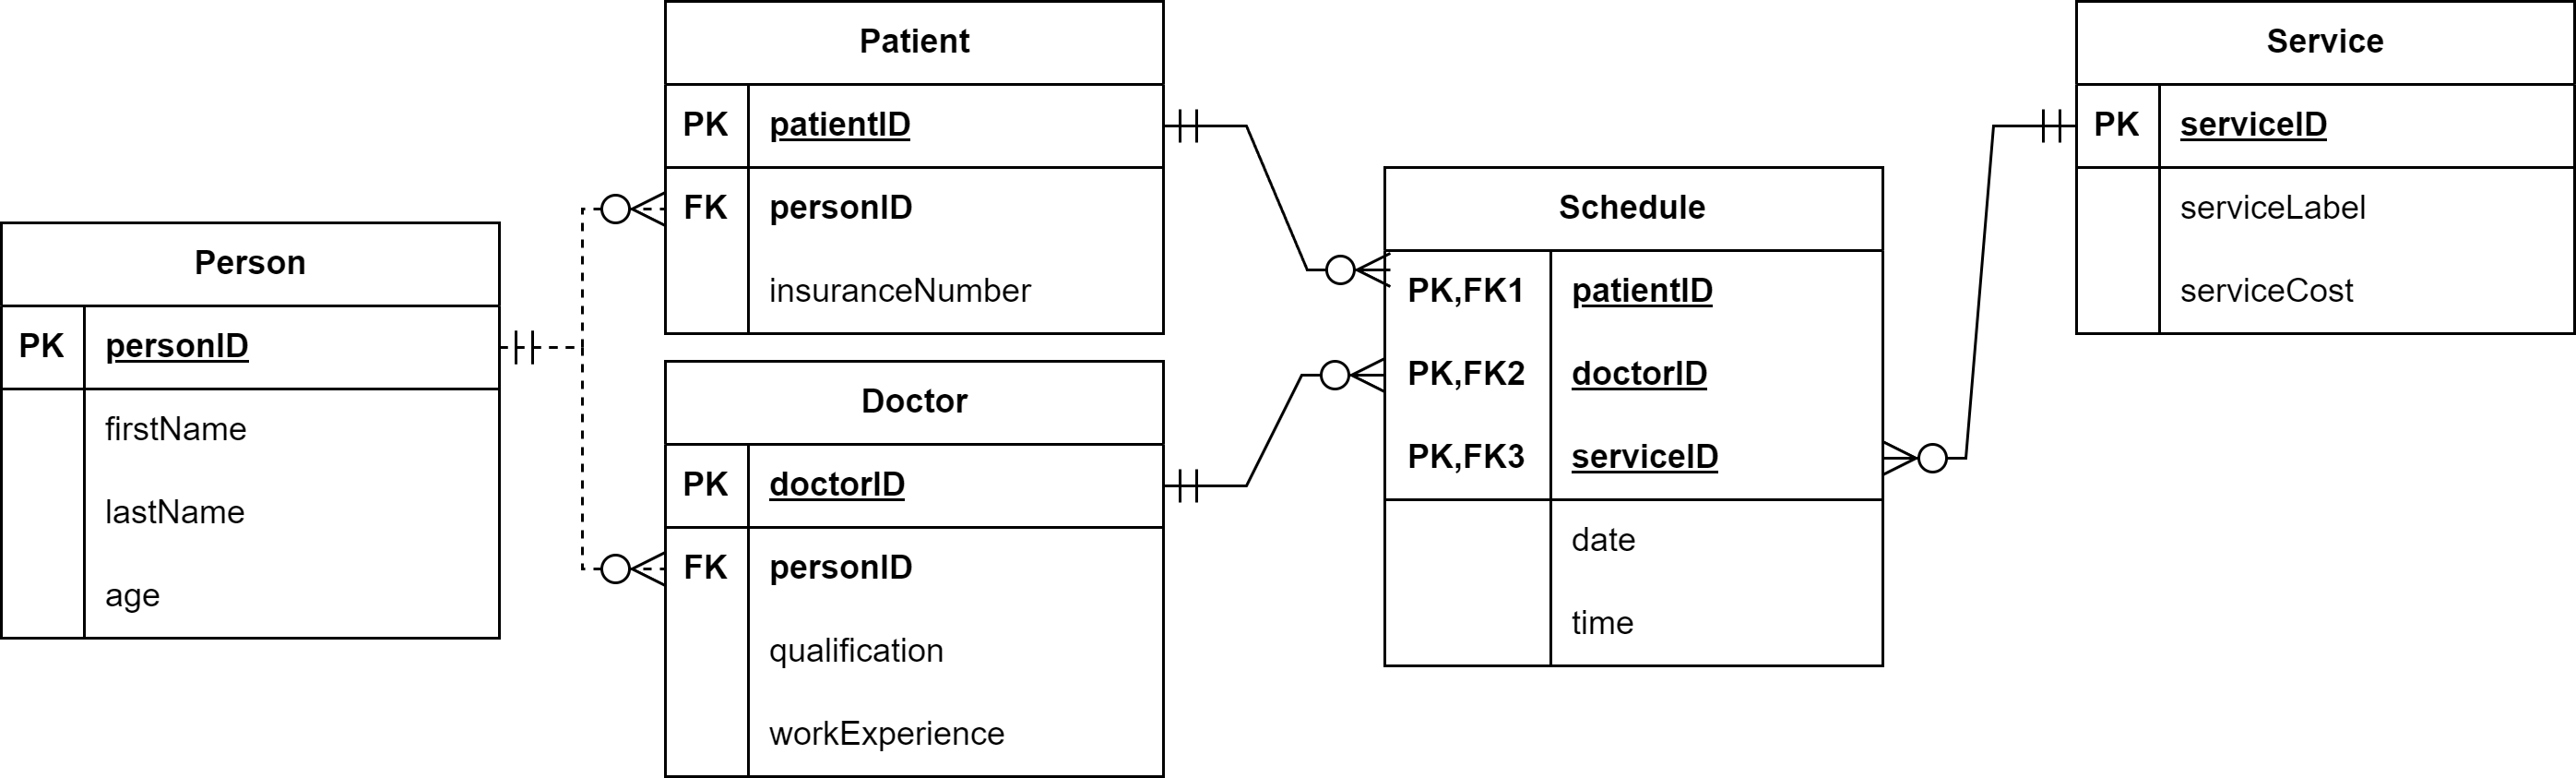 Person
PK personID
firstName
lastName
age
Patient
PK patientID
FK personID
insuranceNumber
Doctor
PK doctorID
FK personID
qualification
workExperience
Schedule
PK,FK1 patientID
PK,FK2 doctorID
PK,FK3 serviceID
date
time
Service
PK serviceID
serviceLabel
serviceCost